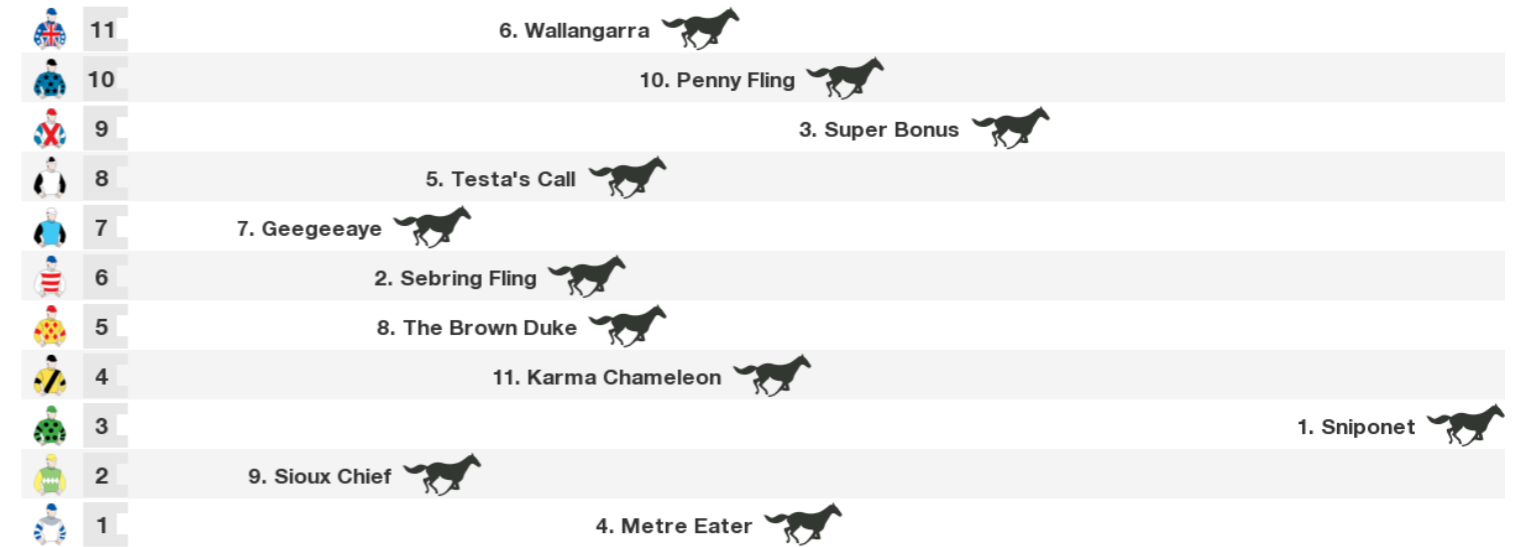 11 6. Wallangarra
10 10. Penny Fling
9 3. Super Bonus
8 5. Testa's Call
7 7. Geegeeaye
6 2. Sebring Fling
5 8. The Brown Duke
4 11. Karma Chameleon
3 1. Sniponet
2 9. Sioux Chief
1 4. Metre Eater